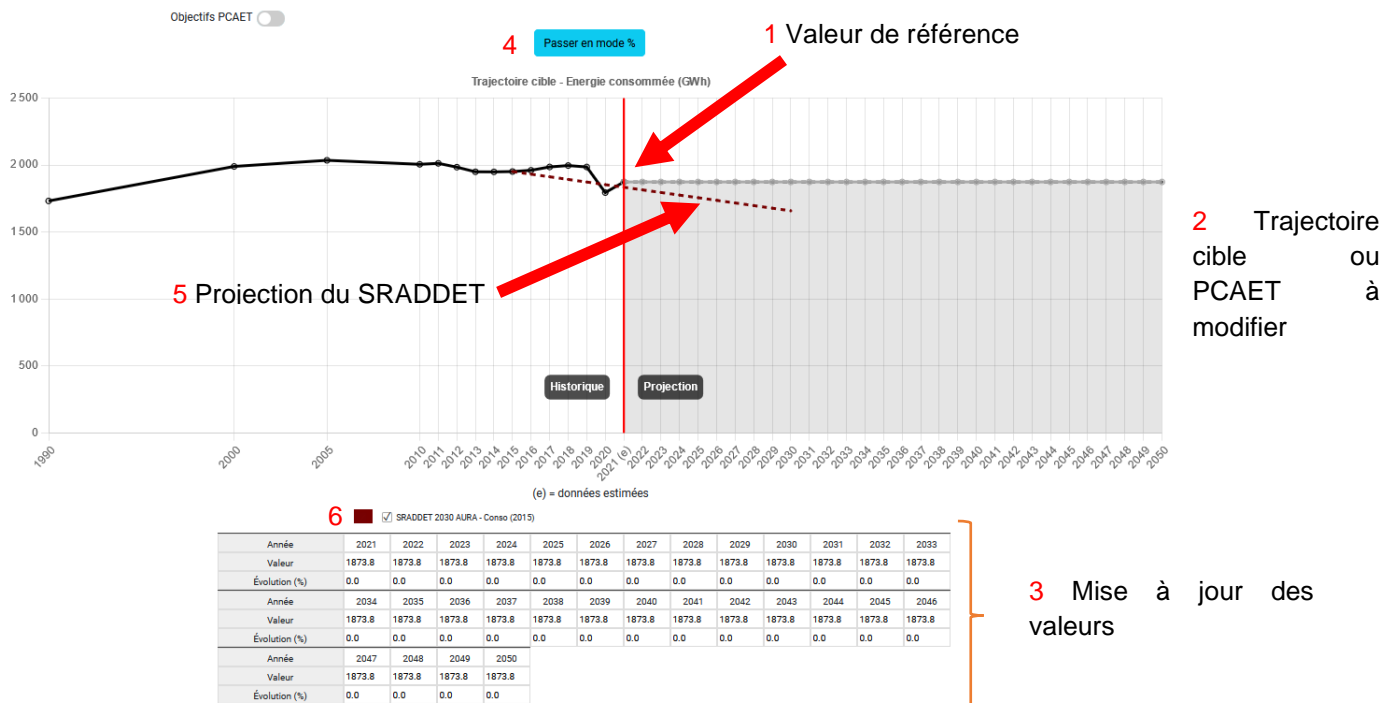 Objectifs PCAET
4 Passer en mode %
1 Valeur de référence
Trajectoire cible - Energie consommée (GWh)
2 500
2 000
1 500
1 000
500
0
5 Projection du SRADDET
2 Trajectoire
cible ou
PCAET à
modifier
Historique Projection
1990 2000 2005 2010 2011 2012 2013 2014 2015 2016 2017 2018 2019 2020 2021 (e) 2022 2023 2024 2025 2026 2027 2028 2029 2030 2031 2032 2033 2034 2035 2036 2037 2038 2039 2040 2041 2042 2043 2044 2045 2046 2047 2048 2049 2050
(e) = données estimées
6 SRADDET 2030 AURA - Conso (2015)
Année 2021 2022 2023 2024 2025 2026 2027 2028 2029 2030 2031 2032 2033
Valeur 1873.8 1873.8 1873.8 1873.8 1873.8 1873.8 1873.8 1873.8 1873.8 1873.8 1873.8 1873.8 1873.8
Évolution (%) 0.0 0.0 0.0 0.0 0.0 0.0 0.0 0.0 0.0 0.0 0.0 0.0 0.0
Année 2034 2035 2036 2037 2038 2039 2040 2041 2042 2043 2044 2045 2046
Valeur 1873.8 1873.8 1873.8 1873.8 1873.8 1873.8 1873.8 1873.8 1873.8 1873.8 1873.8 1873.8 1873.8
Évolution (%) 0.0 0.0 0.0 0.0 0.0 0.0 0.0 0.0 0.0 0.0 0.0 0.0 0.0
Année 2047 2048 2049 2050
Valeur 1873.8 1873.8 1873.8 1873.8
Évolution (%) 0.0 0.0 0.0 0.0
3 Mise à jour des
valeurs